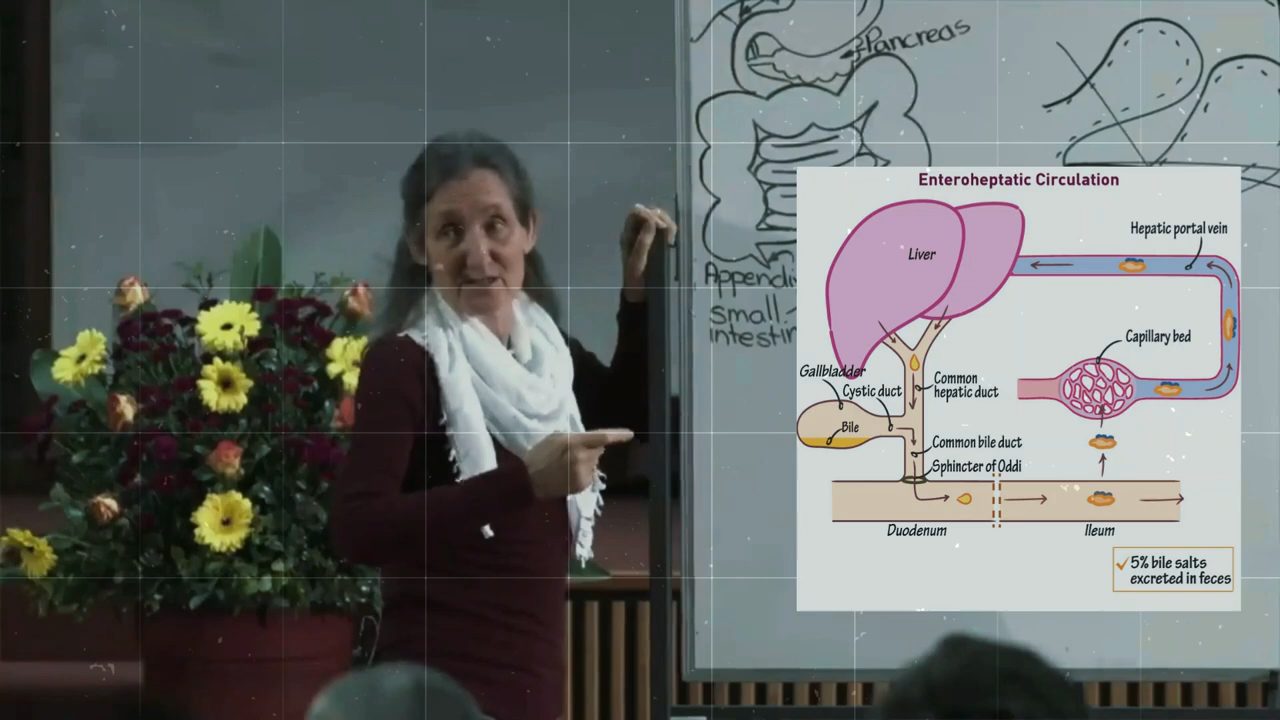 Pancreas
Appendi
small
intestin
Enteroheptatic Circulation
Hepatic portal vein
Liver
Capillary bed
Gallbladder
Cystic duct
Common
hepatic duct
Bile
Common bile duct
Sphincter of Oddi
Duodenum
Ileum
5% bile salts
excreted in feces